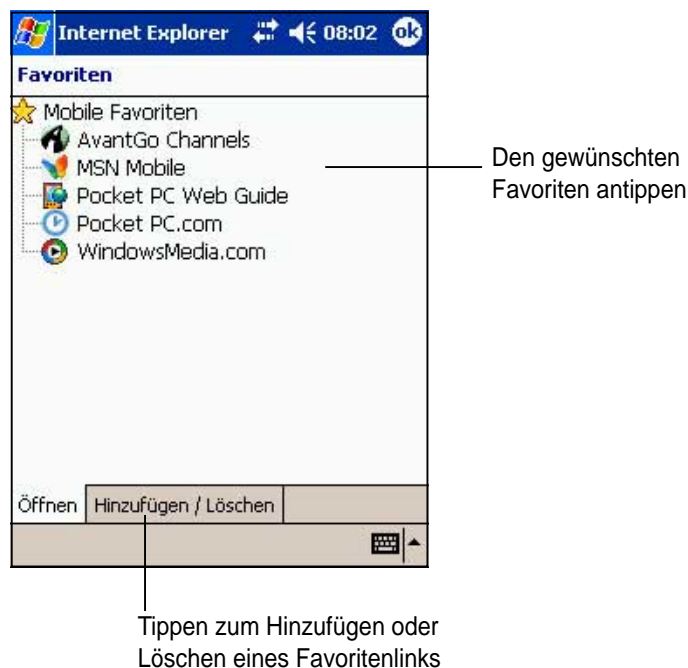 Internet Explorer 08:02 ok
Favoriten
Mobile Favoriten
AvantGo Channels
MSN Mobile
Pocket PC Web Guide
Pocket PC.com
WindowsMedia.com
Den gewünschten
Favoriten antippen
Öffnen Hinzufügen / Löschen
Tippen zum Hinzufügen oder
Löschen eines Favoritenlinks